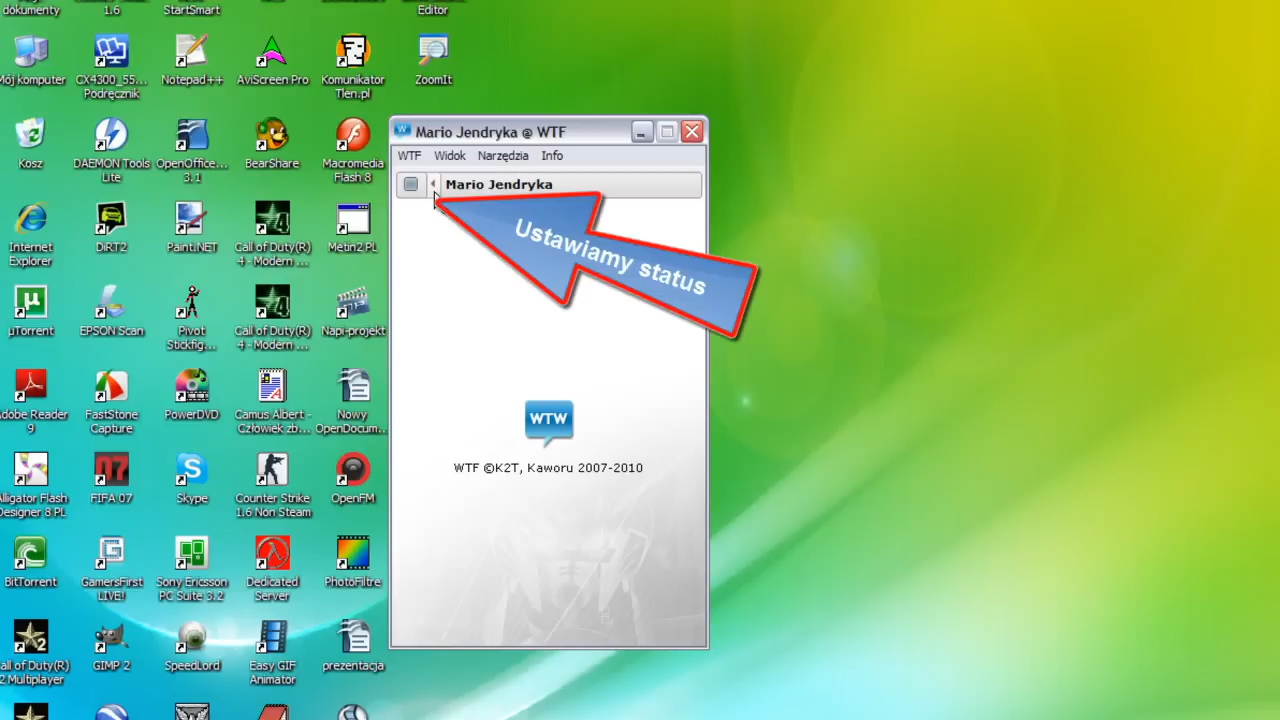 dokumenty
1.6
StartSmart
Editor
Mój komputer
CX4300_55...
Podręcznik
Notepad++
AviScreen Pro
Komunikator
Tlen.pl
ZoomIt
Mario Jendryka @ WTF
WTF Widok Narzędzia Info
Mario Jendryka
Ustawiamy status
WTW
WTF ©K2T, Kaworu 2007-2010
Kosz
DAEMON Tools
Lite
OpenOffice....
3.1
BearShare
Macromedia
Flash 8
Internet
Explorer
DiRT2
Paint.NET
Call of Duty(R)
4 - Modern ...
Metin2 PL
µTorrent
EPSON Scan
Pivot
Stickfig...
Call of Duty(R)
4 - Modern ...
Napi-projekt
Adobe Reader
9
FastStone
Capture
PowerDVD
Camus Albert -
Człowiek zb...
Nowy
OpenDocum...
Alligator Flash
Designer 8 PL
FIFA 07
Skype
Counter Strike
1.6 Non Steam
OpenFM
BitTorrent
GamersFirst
LIVE!
Sony Ericsson
PC Suite 3.2
Dedicated
Server
PhotoFiltre
Call of Duty(R)
2 Multiplayer
GIMP 2
SpeedLord
Easy GIF
Animator
prezentacja